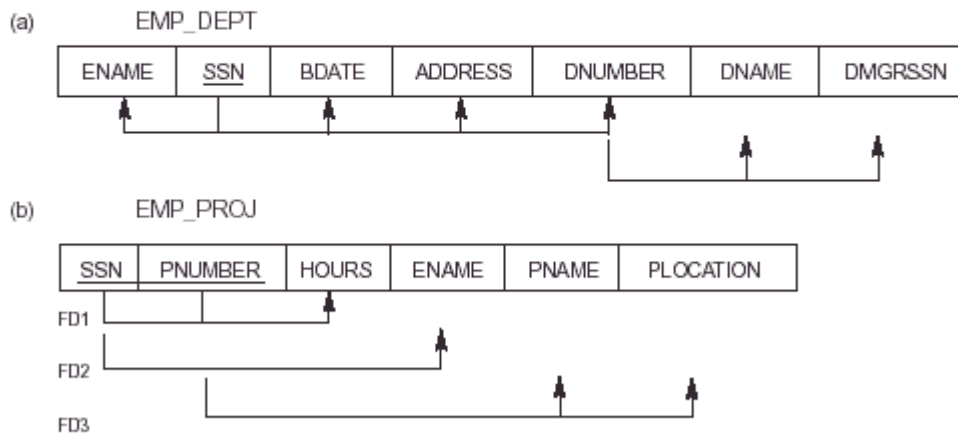 (a) EMP_DEPT
ENAME SSN BDATE ADDRESS DNUMBER DNAME DMGRSSN
(b) EMP_PROJ
SSN PNUMBER HOURS ENAME PNAME PLOCATION
FD1
FD2
FD3